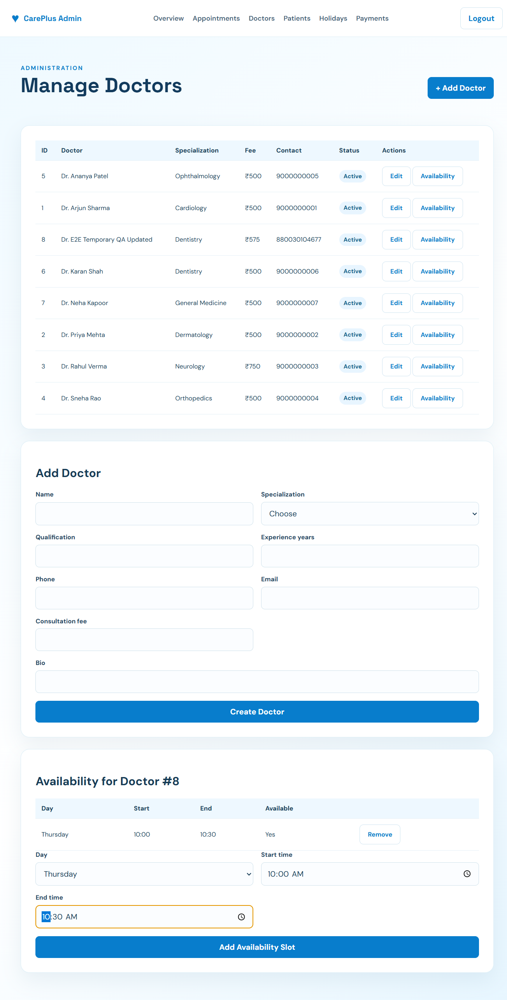 ♥ CarePlus Admin Overview Appointments Doctors Patients Holidays Payments Logout
ADMINISTRATION
Manage Doctors
+ Add Doctor
ID Doctor Specialization Fee Contact Status Actions
5 Dr. Ananya Patel Ophthalmology ₹500 9000000005 Active Edit Availability
1 Dr. Arjun Sharma Cardiology ₹500 9000000001 Active Edit Availability
8 Dr. E2E Temporary QA Updated Dentistry ₹575 880030104677 Active Edit Availability
6 Dr. Karan Shah Dentistry ₹500 9000000006 Active Edit Availability
7 Dr. Neha Kapoor General Medicine ₹500 9000000007 Active Edit Availability
2 Dr. Priya Mehta Dermatology ₹500 9000000002 Active Edit Availability
3 Dr. Rahul Verma Neurology ₹750 9000000003 Active Edit Availability
4 Dr. Sneha Rao Orthopedics ₹500 9000000004 Active Edit Availability
Add Doctor
Name Specialization
Choose
Qualification Experience years
Phone Email
Consultation fee
Bio
Create Doctor
Availability for Doctor #8
Day Start End Available
Thursday 10:00 10:30 Yes Remove
Day Start time
Thursday 10:00 AM
End time
10:30 AM
Add Availability Slot